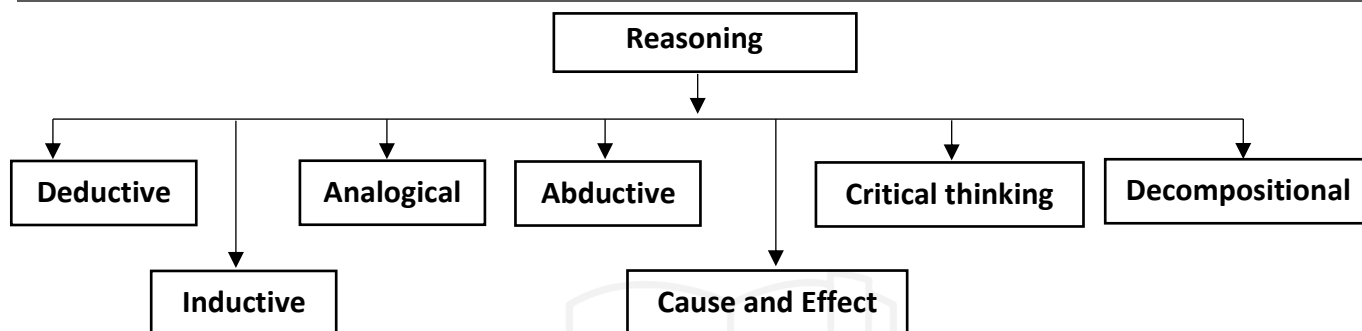 Reasoning
Deductive
Analogical
Abductive
Critical thinking
Decompositional
Inductive
Cause and Effect